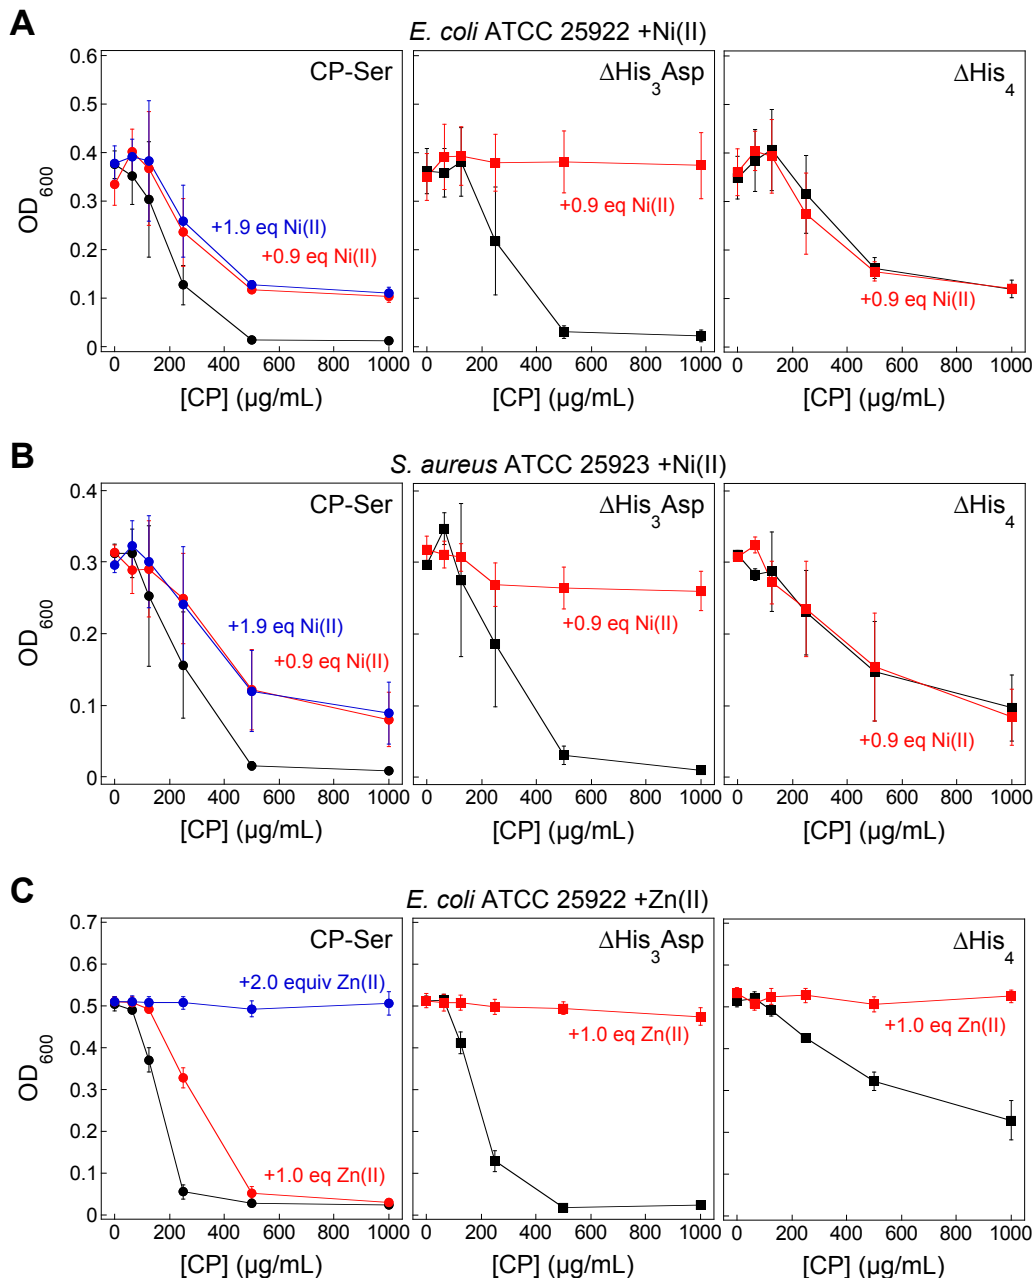 A
E. coli ATCC 25922 +Ni(II)
CP-Ser
ΔHis3Asp
ΔHis4
0.6
0.5
0.4
0.3
0.2
0.1
0
OD600
+1.9 eq Ni(II)
+0.9 eq Ni(II)
+0.9 eq Ni(II)
+0.9 eq Ni(II)
0 200 400 600 800 1000
0 200 400 600 800 1000
0 200 400 600 800 1000
[CP] (µg/mL)
[CP] (µg/mL)
[CP] (µg/mL)
B
S. aureus ATCC 25923 +Ni(II)
CP-Ser
ΔHis3Asp
ΔHis4
0.4
0.3
0.2
0.1
0
OD600
+1.9 eq Ni(II)
+0.9 eq Ni(II)
+0.9 eq Ni(II)
+0.9 eq Ni(II)
0 200 400 600 800 1000
0 200 400 600 800 1000
0 200 400 600 800 1000
[CP] (µg/mL)
[CP] (µg/mL)
[CP] (µg/mL)
C
E. coli ATCC 25922 +Zn(II)
CP-Ser
ΔHis3Asp
ΔHis4
0.7
0.6
0.5
0.4
0.3
0.2
0.1
0
OD600
+2.0 equiv Zn(II)
+1.0 eq Zn(II)
+1.0 eq Zn(II)
+1.0 eq Zn(II)
0 200 400 600 800 1000
0 200 400 600 800 1000
0 200 400 600 800 1000
[CP] (µg/mL)
[CP] (µg/mL)
[CP] (µg/mL)